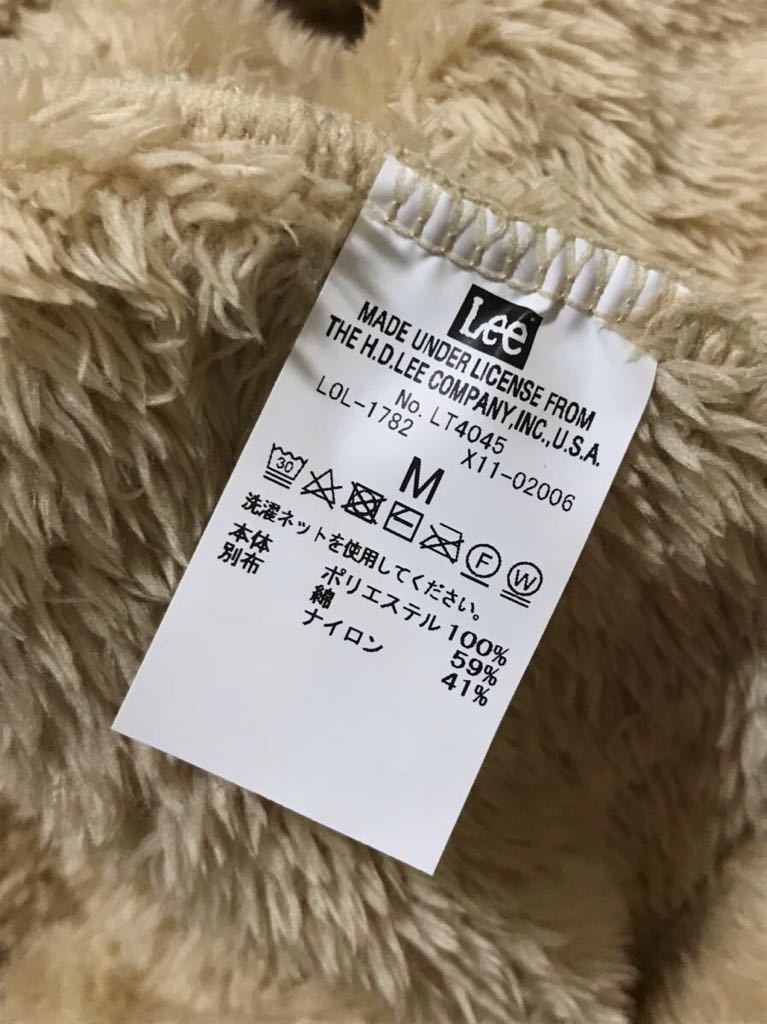 Lee
MADE UNDER LICENSE FROM
THE H.D.LEE COMPANY,INC.,U.S.A.
No. LT4045
LOL-1782 X11-02006
M
30 F W
洗濯ネットを使用してください。
本体 ポリエステル 100%
別布 綿 59%
ナイロン 41%